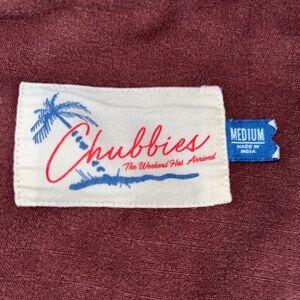 Chubbies
The Weekend Has Arrived
MEDIUM
MADE IN
INDIA